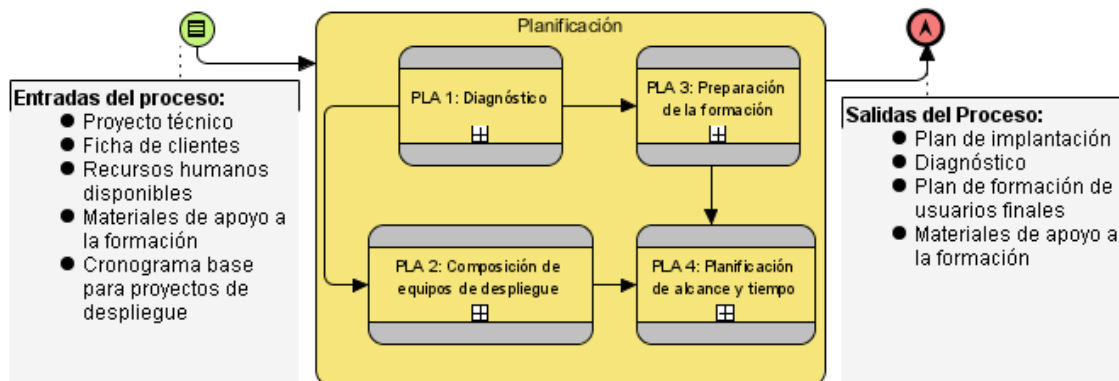 Planificación
Entradas del proceso:
● Proyecto técnico
● Ficha de clientes
● Recursos humanos
disponibles
● Materiales de apoyo a
la formación
● Cronograma base
para proyectos de
despliegue
PLA 1: Diagnóstico
PLA 3: Preparación
de la formación
PLA 2: Composición de
equipos de despliegue
PLA 4: Planificación
de alcance y tiempo
Salidas del Proceso:
● Plan de implantación
● Diagnóstico
● Plan de formación de
usuarios finales
● Materiales de apoyo a
la formación